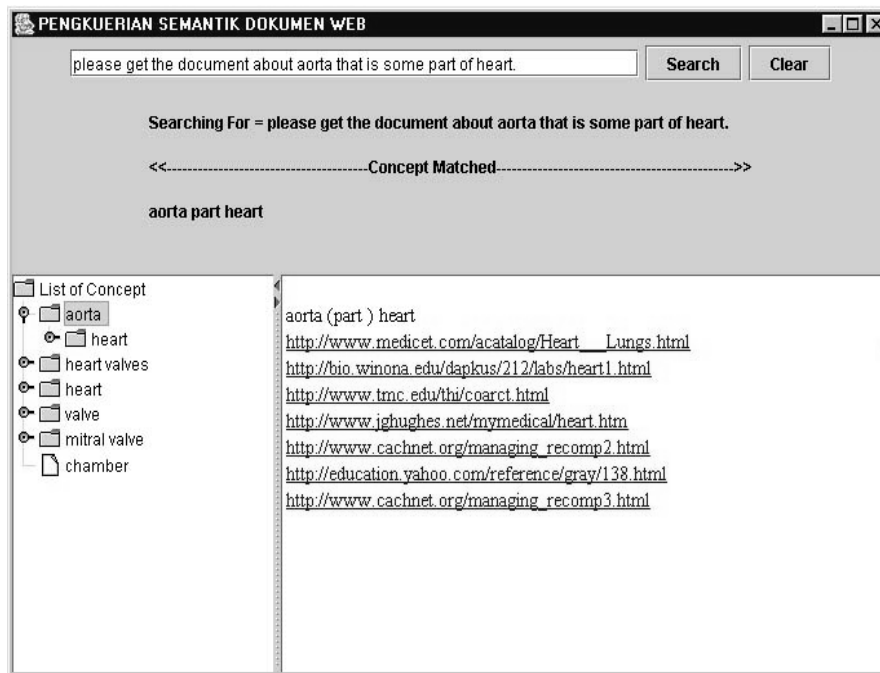 PENGKUERIAN SEMANTIK DOKUMEN WEB
please get the document about aorta that is some part of heart.
Search
Clear
Searching For = please get the document about aorta that is some part of heart.
<<---------------------------------------Concept Matched---------------------------------------------->>
aorta part heart
List of Concept
aorta
heart
heart valves
heart
valve
mitral valve
chamber
aorta (part ) heart
http://www.medicet.com/acatalog/Heart___Lungs.html
http://bio.winona.edu/dapkus/212/labs/heart1.html
http://www.tmc.edu/thi/coarct.html
http://www.jghughes.net/mymedical/heart.htm
http://www.cachnet.org/managing_recomp2.html
http://education.yahoo.com/reference/gray/138.html
http://www.cachnet.org/managing_recomp3.html